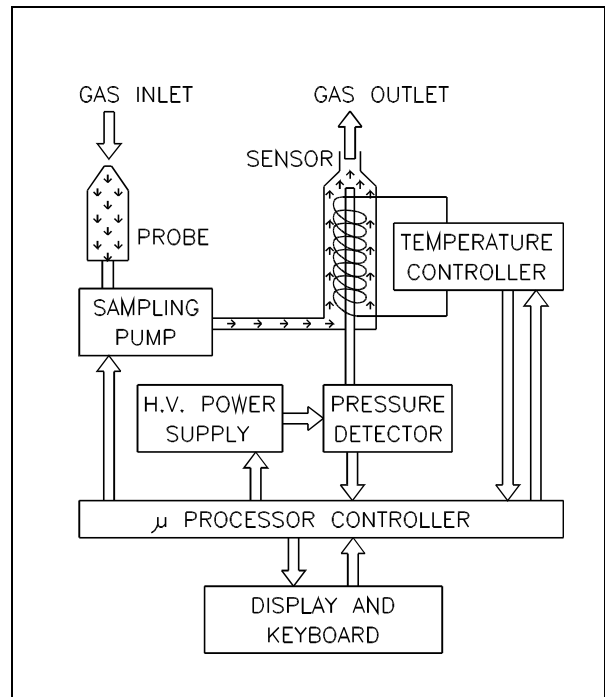 GAS INLET
GAS OUTLET
SENSOR
PROBE
TEMPERATURE
CONTROLLER
SAMPLING
PUMP
H.V. POWER
SUPPLY
PRESSURE
DETECTOR
μ PROCESSOR CONTROLLER
DISPLAY AND
KEYBOARD